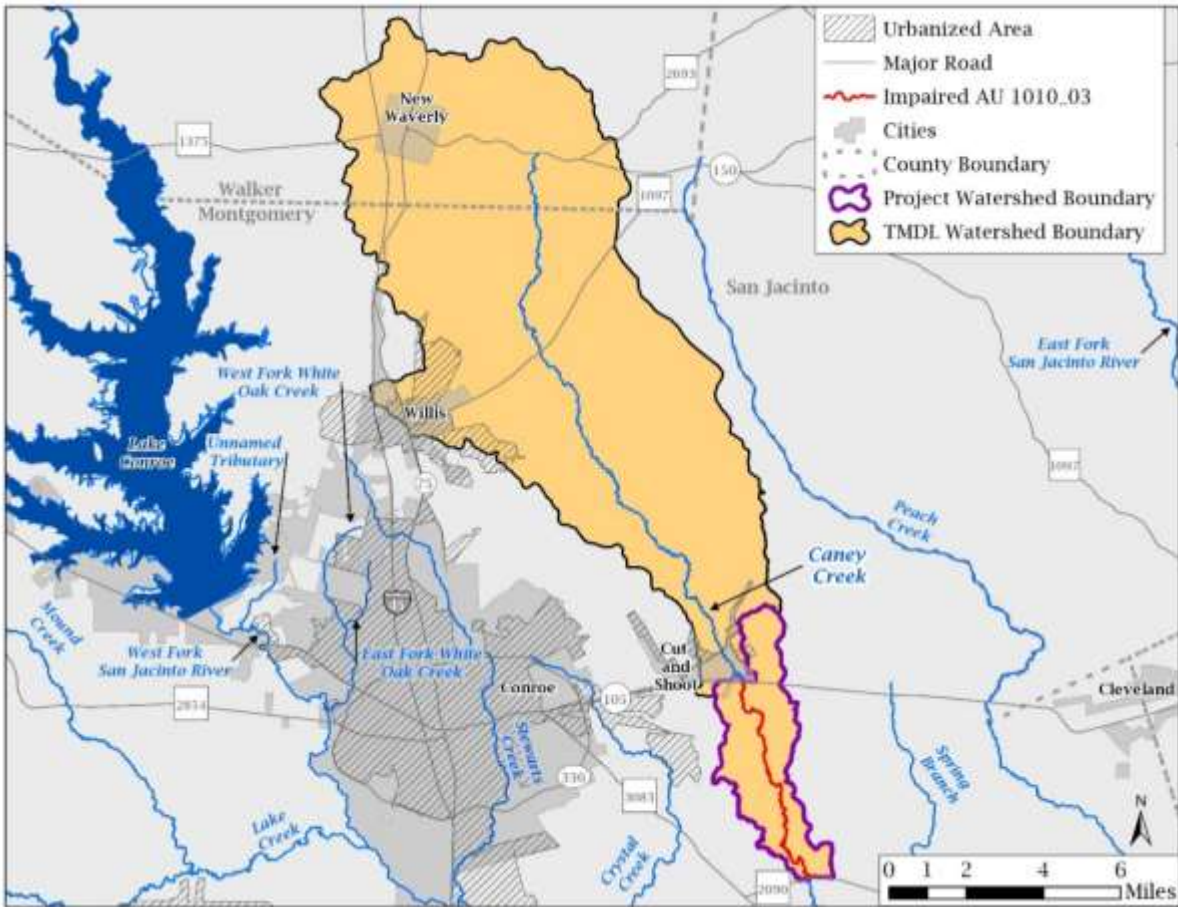 Urbanized Area
Major Road
Impaired AU 1010_03
Cities
County Boundary
Project Watershed Boundary
TMDL Watershed Boundary
2693
New
Waverly
1375
150
1097
Walker
Montgomery
San Jacinto
East Fork
San Jacinto River
West Fork White
Oak Creek
Willis
Lake
Conroe
Unnamed
Tributary
75
1097
Peach
Creek
Caney
Creek
Mound
Creek
West Fork
San Jacinto River
East Fork White
Oak Creek
Cut
and
Shoot
Conroe
105
Cleveland
2854
Stewarts
Creek
336
3083
Spring
Branch
Lake
Creek
Crystal
Creek
2090
N
0 1 2 4 6
Miles